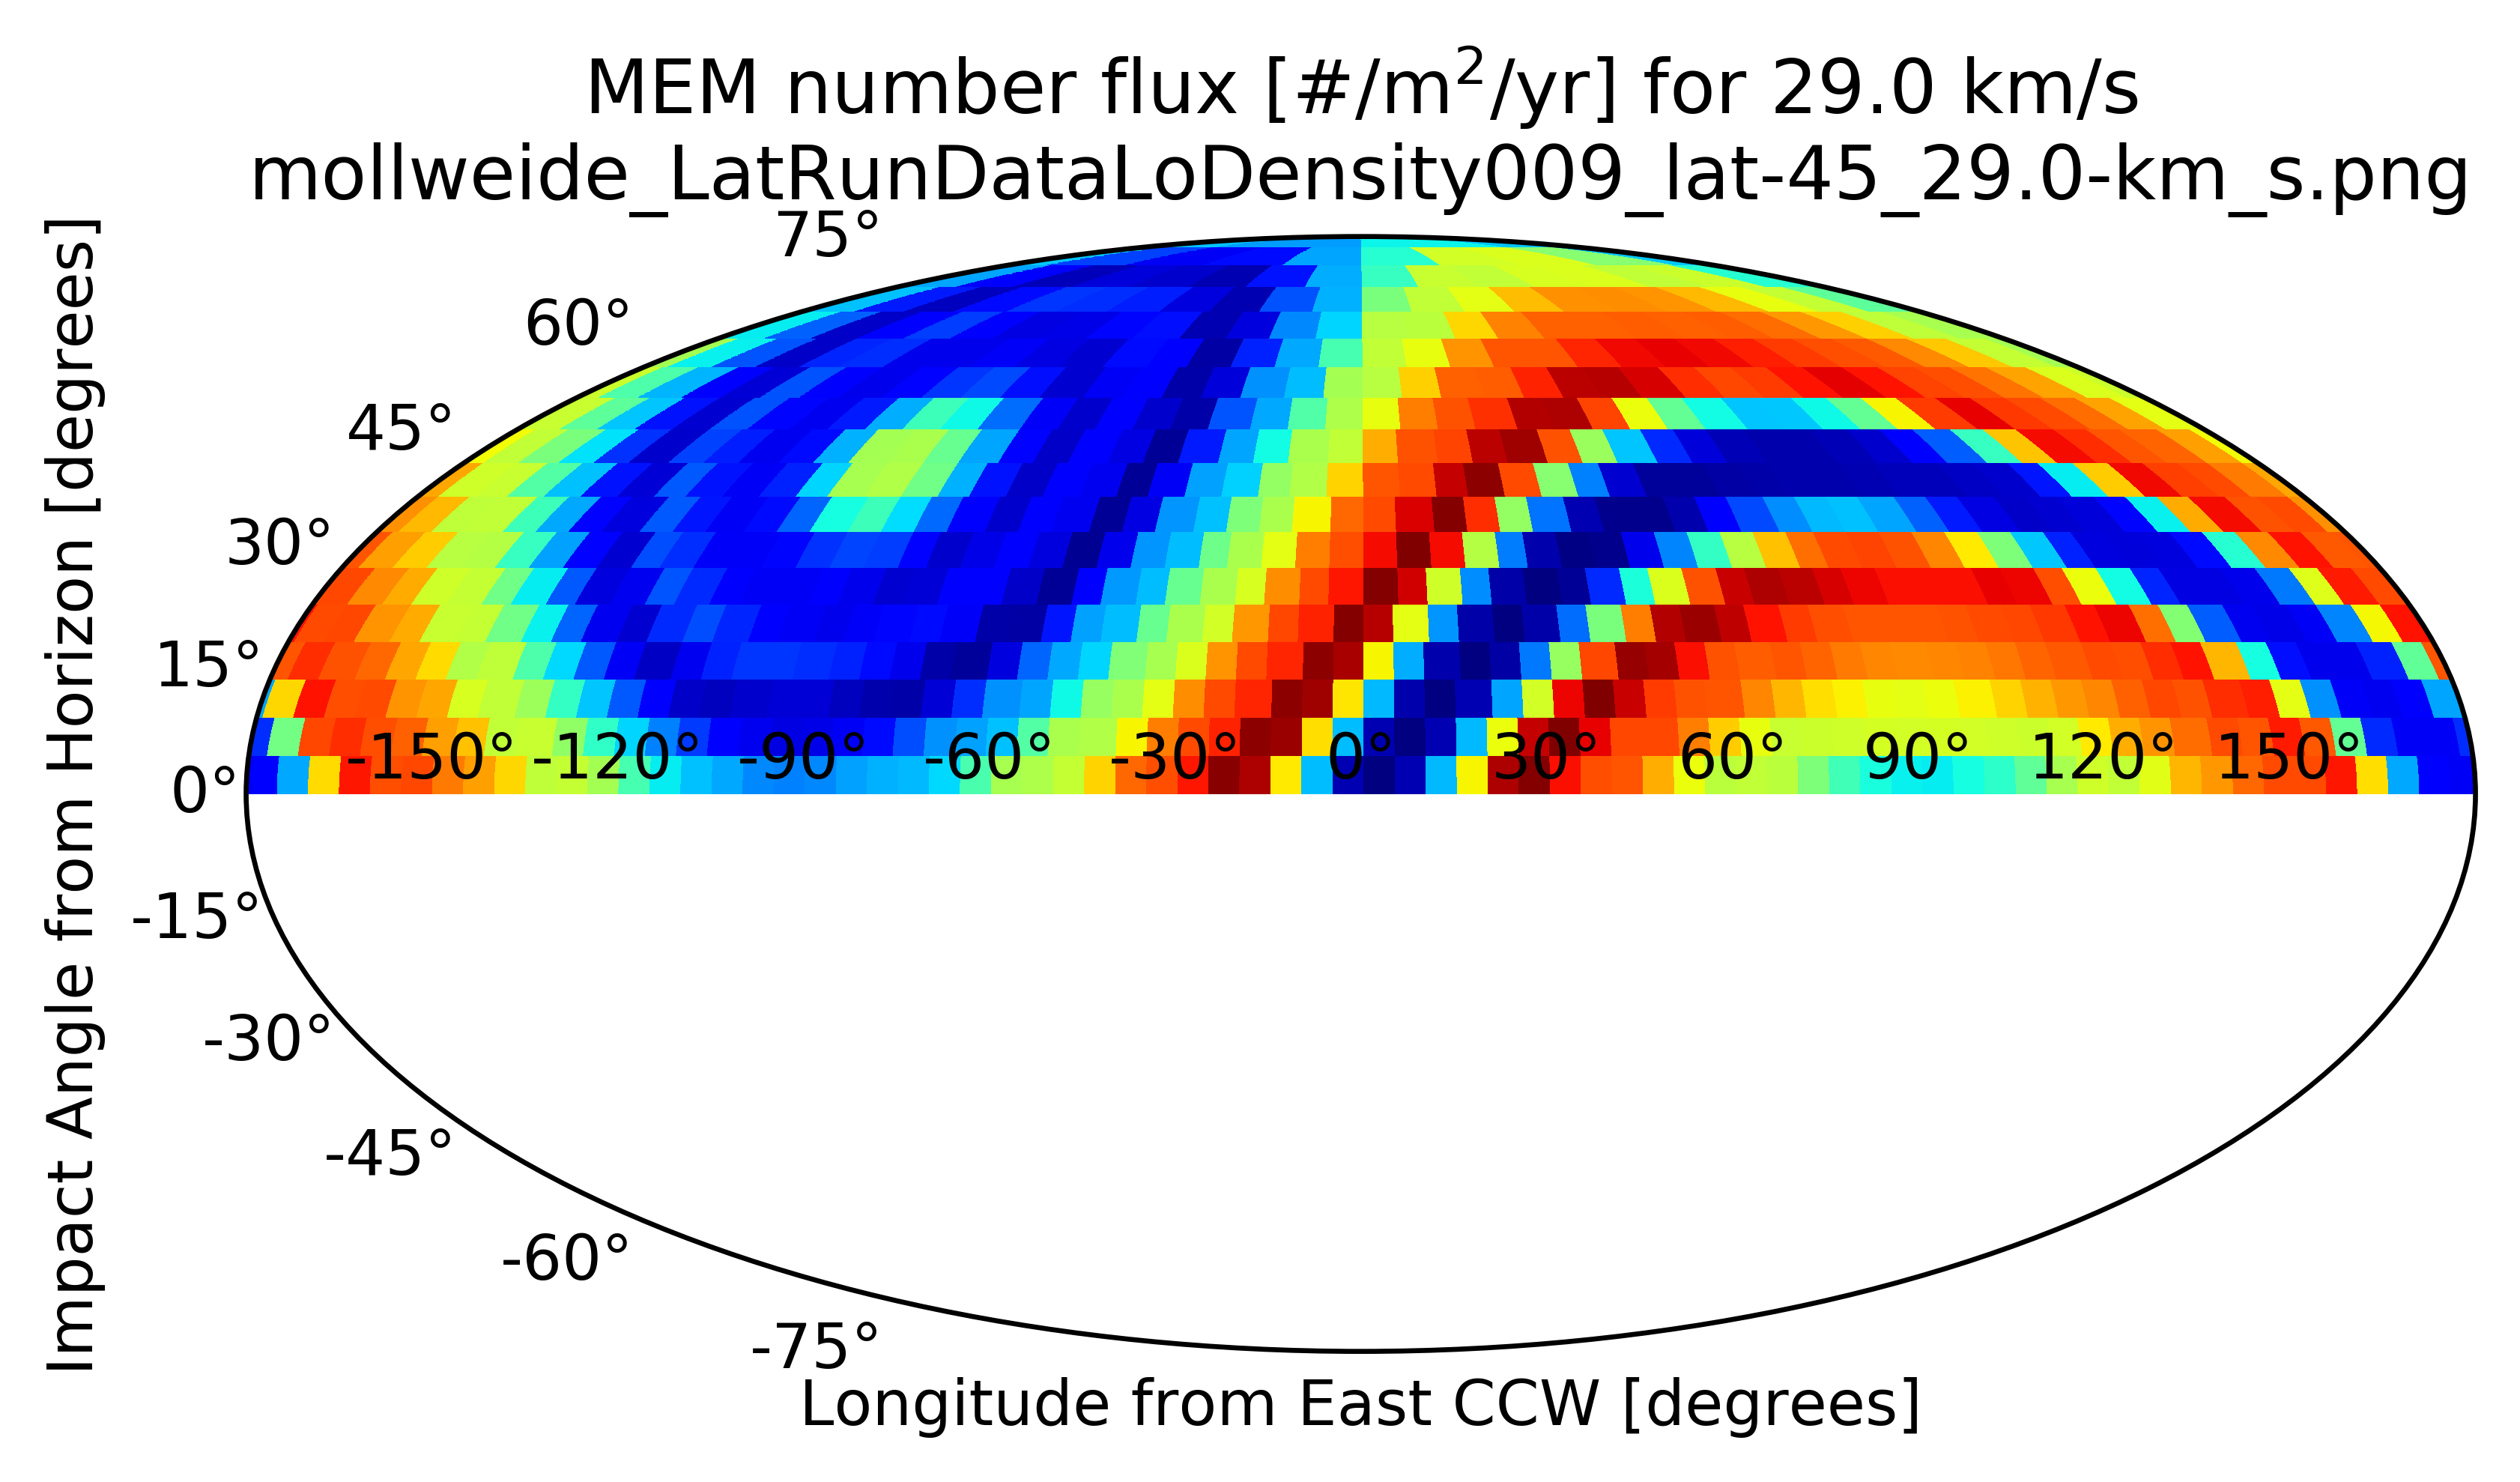 MEM number flux [#/m²/yr] for 29.0 km/s
mollweide_LatRunDataLoDensity009_lat-45_29.0-km_s.png
75°
60°
45°
30°
15°
0°
-150° -120° -90° -60° -30° 0° 30° 60° 90° 120° 150°
-15°
-30°
-45°
-60°
-75°
Impact Angle from Horizon [degrees]
Longitude from East CCW [degrees]